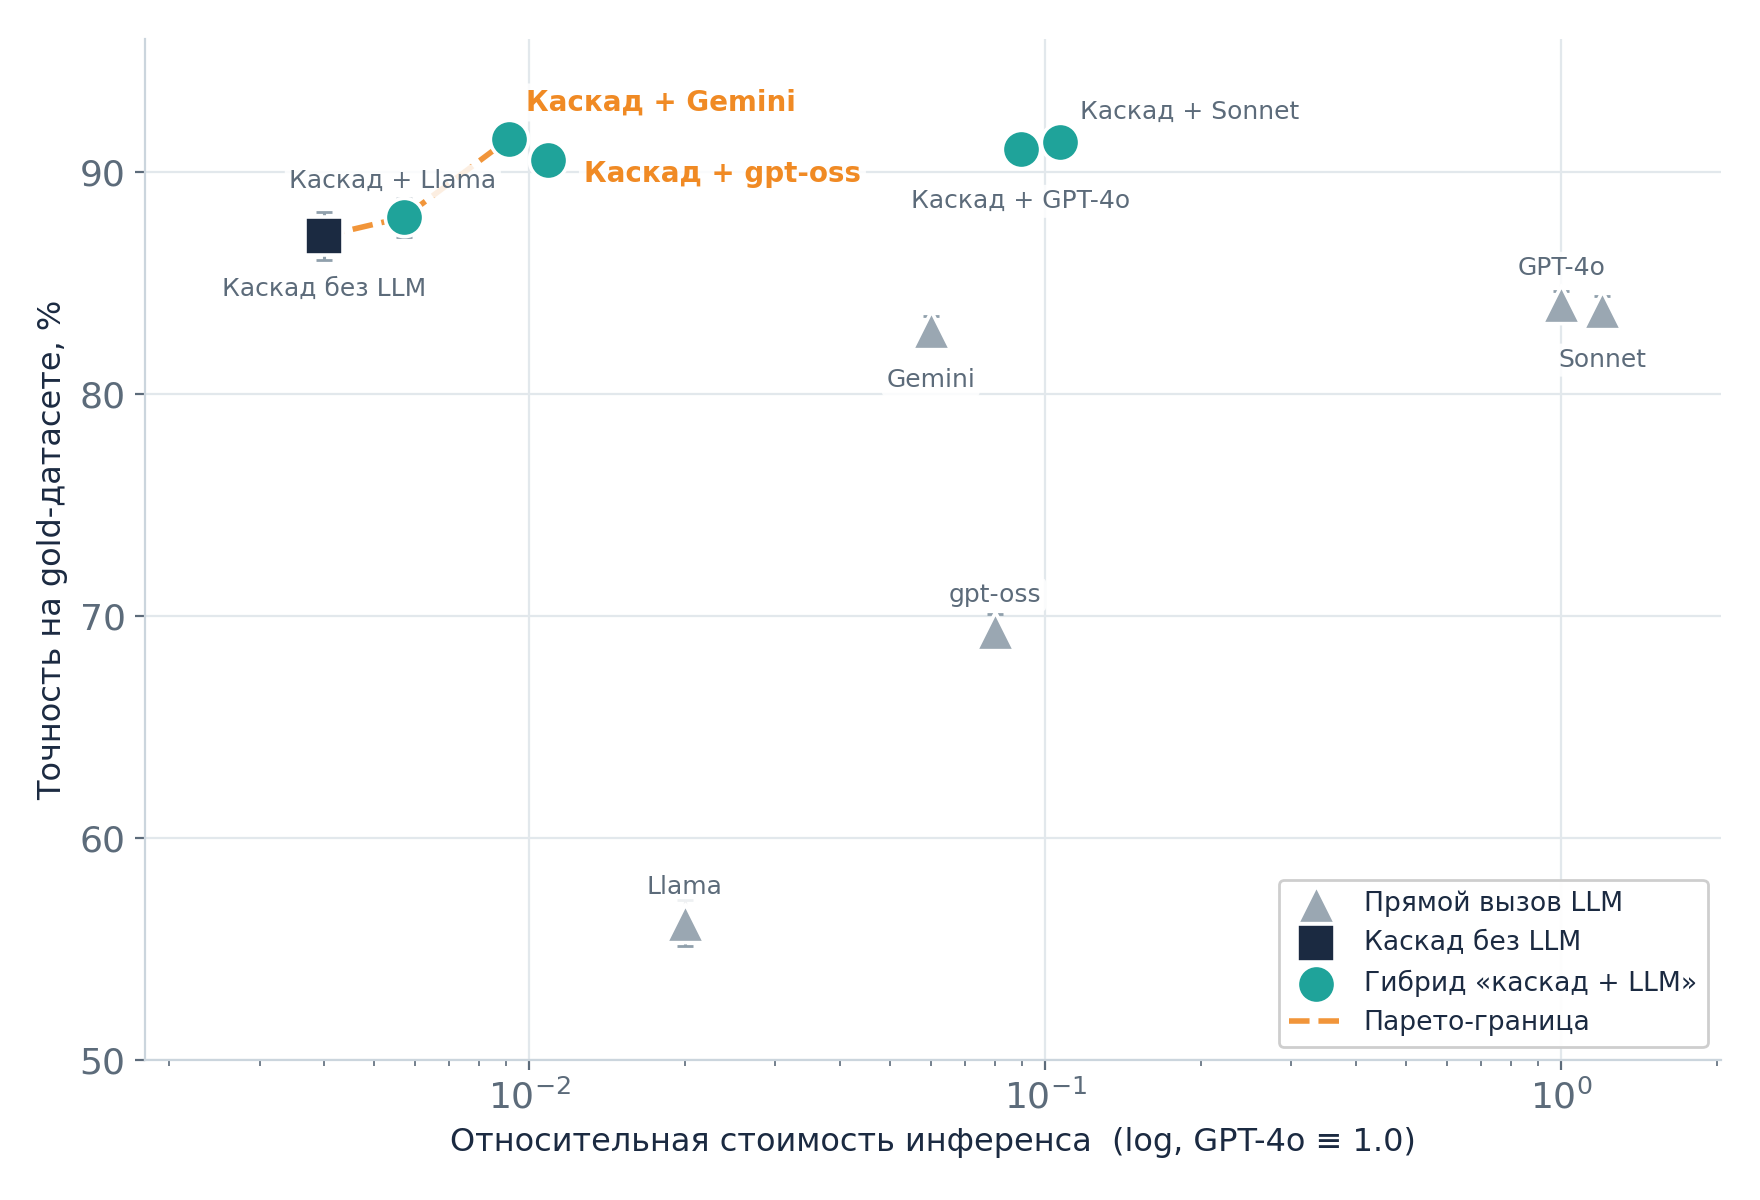 Каскад + Gemini
Каскад + Sonnet
Каскад + gpt-oss
Каскад + Llama
Каскад + GPT-4o
Каскад без LLM
GPT-4o
Sonnet
Gemini
gpt-oss
Llama
Точность на gold-датасете, %
90
80
70
60
50
Прямой вызов LLM
Каскад без LLM
Гибрид «каскад + LLM»
Парето-граница
10⁻² 10⁻¹ 10⁰
Относительная стоимость инференса (log, GPT-4o ≡ 1.0)